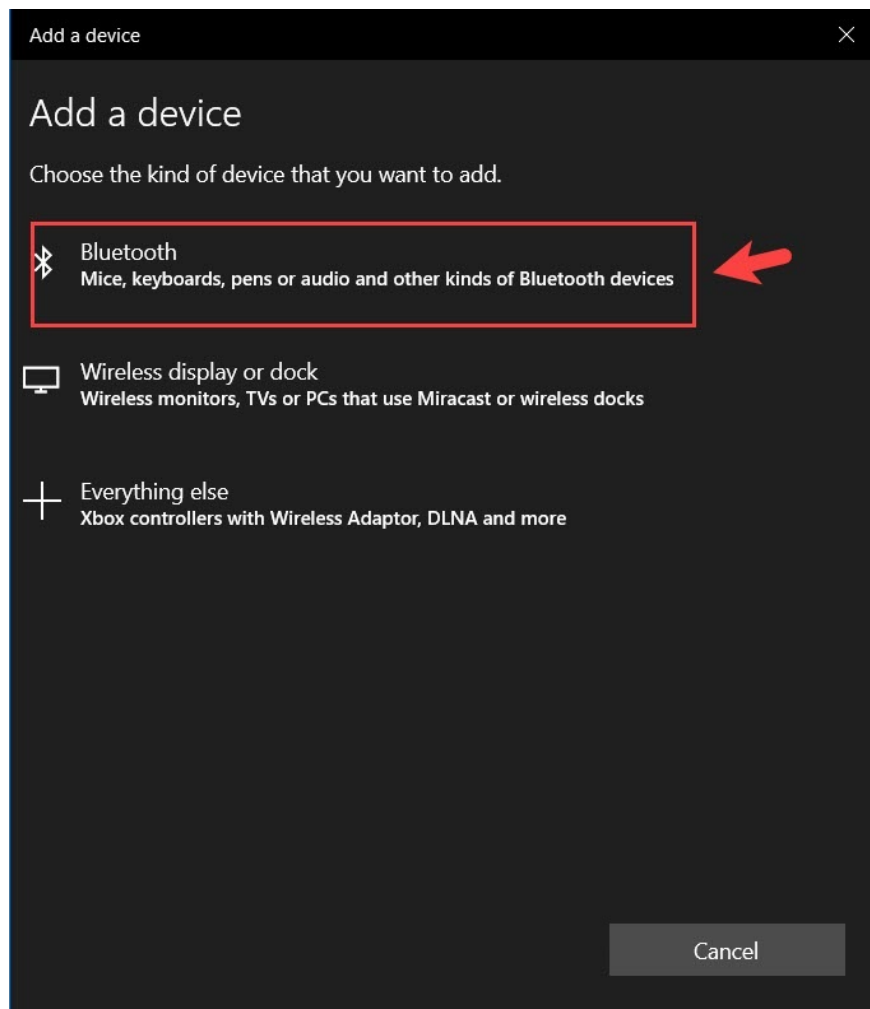 Add a device
Add a device
Choose the kind of device that you want to add.
Bluetooth
Mice, keyboards, pens or audio and other kinds of Bluetooth devices
Wireless display or dock
Wireless monitors, TVs or PCs that use Miracast or wireless docks
Everything else
Xbox controllers with Wireless Adaptor, DLNA and more
Cancel